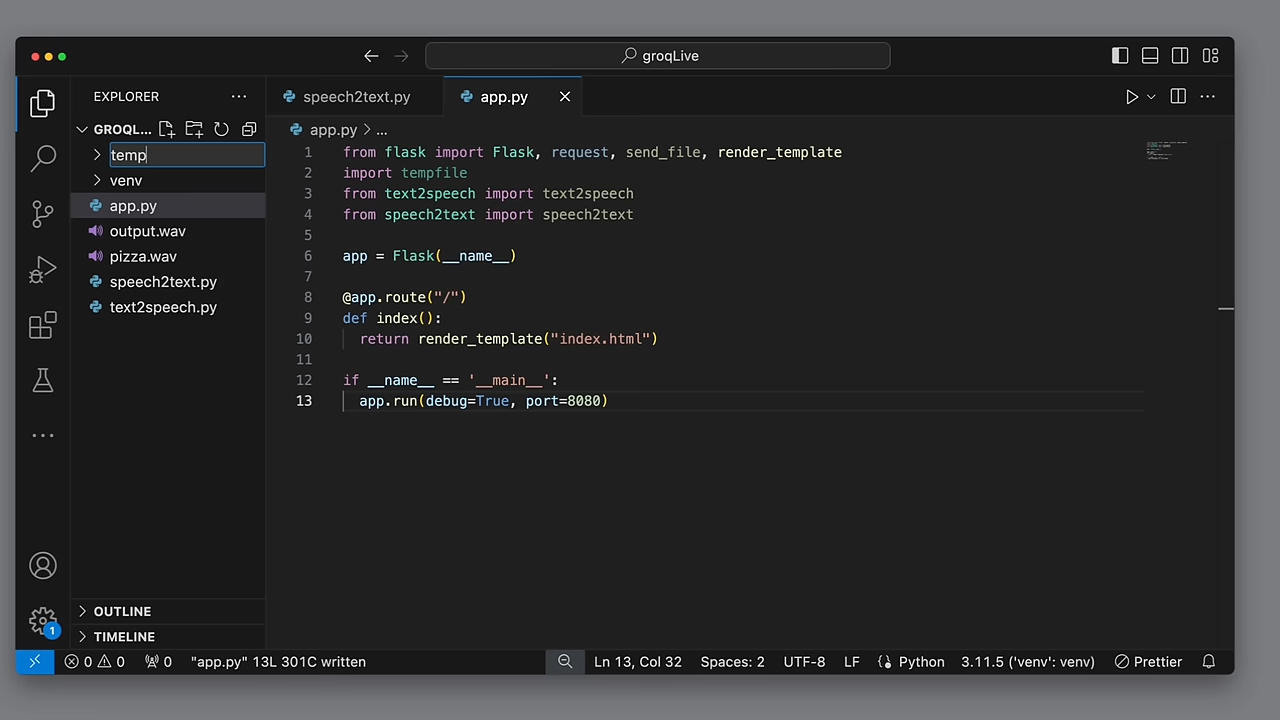 groqLive
EXPLORER
speech2text.py
app.py
GROQL...
app.py > ...
temp
venv
app.py
output.wav
pizza.wav
speech2text.py
text2speech.py
1 from flask import Flask, request, send_file, render_template
2 import tempfile
3 from text2speech import text2speech
4 from speech2text import speech2text
5
6 app = Flask(__name__)
7
8 @app.route("/")
9 def index():
10 return render_template("index.html")
11
12 if __name__ == '__main__':
13 app.run(debug=True, port=8080)
OUTLINE
TIMELINE
1
0 0 0 "app.py" 13L 301C written Ln 13, Col 32 Spaces: 2 UTF-8 LF Python 3.11.5 ('venv': venv) Prettier